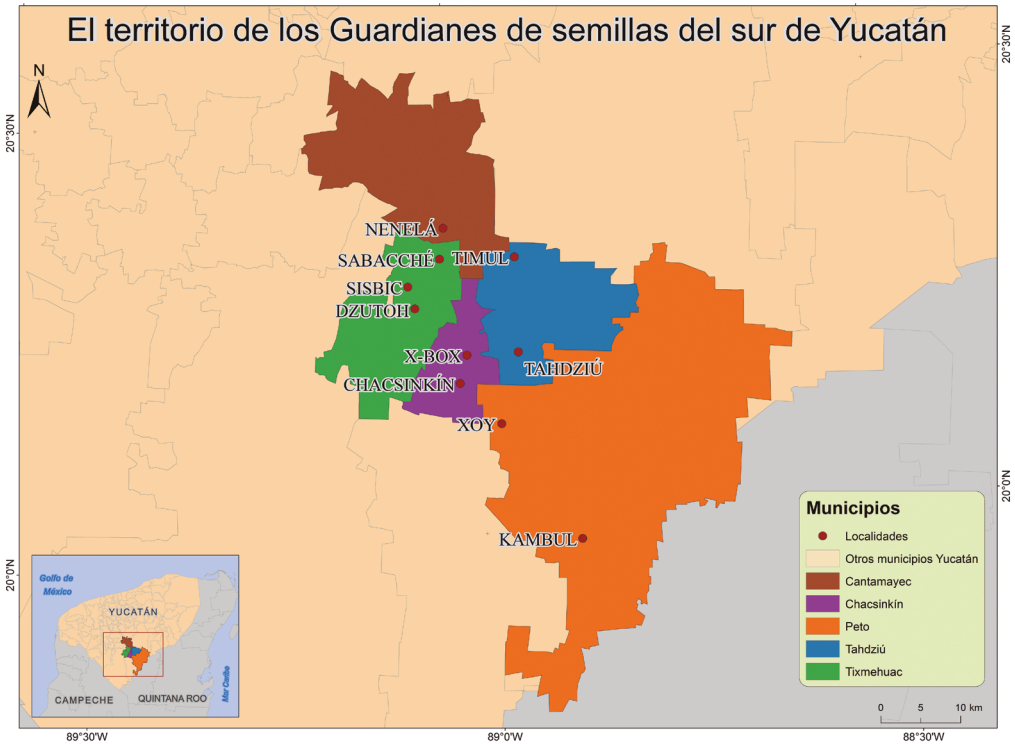 El territorio de los Guardianes de semillas del sur de Yucatán
N
20°30'N
20°30'N
NENELÁ
SABACCHÉ
TIMUL
SISBIC
DZUTOH
X-BOX
TAHDZIÚ
CHACSINKÍN
XOY
20°0'N
KAMBUL
20°0'N
Municipios
Localidades
Otros municipios Yucatán
Cantamayec
Chacsinkín
Peto
Tahdziú
Tixmehuac
Golfo de
México
YUCATÁN
Mar Caribe
CAMPECHE
QUINTANA ROO
0 5 10 km
89°30'W
89°0'W
88°30'W